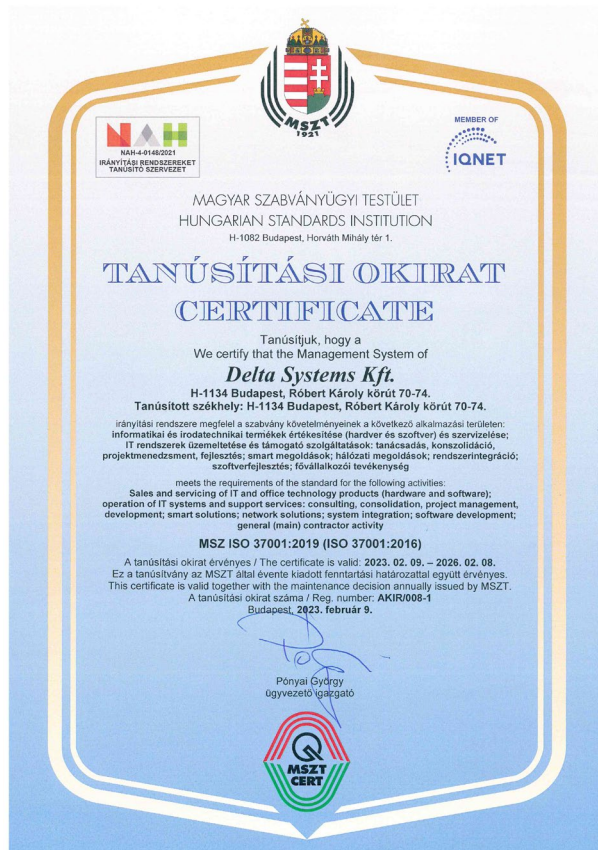 MSZT
1921
NAH
NAH-4-0148/2021
IRÁNYÍTÁSI RENDSZEREKET
TANÚSÍTÓ SZERVEZET
MEMBER OF
IQNET
MAGYAR SZABVÁNYÜGYI TESTÜLET
HUNGARIAN STANDARDS INSTITUTION
H-1082 Budapest, Horváth Mihály tér 1.
TANÚSÍTÁSI OKIRAT
CERTIFICATE
Tanúsítjuk, hogy a
We certify that the Management System of
Delta Systems Kft.
H-1134 Budapest, Róbert Károly körút 70-74.
Tanúsított székhely: H-1134 Budapest, Róbert Károly körút 70-74.
irányítási rendszere megfelel a szabvány követelményeinek a következő alkalmazási területen:
informatikai és irodatechnikai termékek értékesítése (hardver és szoftver) és szervizelése;
IT rendszerek üzemeltetése és támogató szolgáltatások: tanácsadás, konszolidáció,
projektmenedzsment, fejlesztés; smart megoldások; hálózati megoldások; rendszerintegráció;
szoftverfejlesztés; fővállalkozói tevékenység
meets the requirements of the standard for the following activities:
Sales and servicing of IT and office technology products (hardware and software);
operation of IT systems and support services: consulting, consolidation, project management,
development; smart solutions; network solutions; system integration; software development;
general (main) contractor activity
MSZ ISO 37001:2019 (ISO 37001:2016)
A tanúsítási okirat érvényes / The certificate is valid: 2023. 02. 09. – 2026. 02. 08.
Ez a tanúsítvány az MSZT által évente kiadott fenntartási határozattal együtt érvényes.
This certificate is valid together with the maintenance decision annually issued by MSZT.
A tanúsítási okirat száma / Reg. number: AKIR/008-1
Budapest, 2023. február 9.
Pónyai György
ügyvezető igazgató
Q
MSZT
CERT